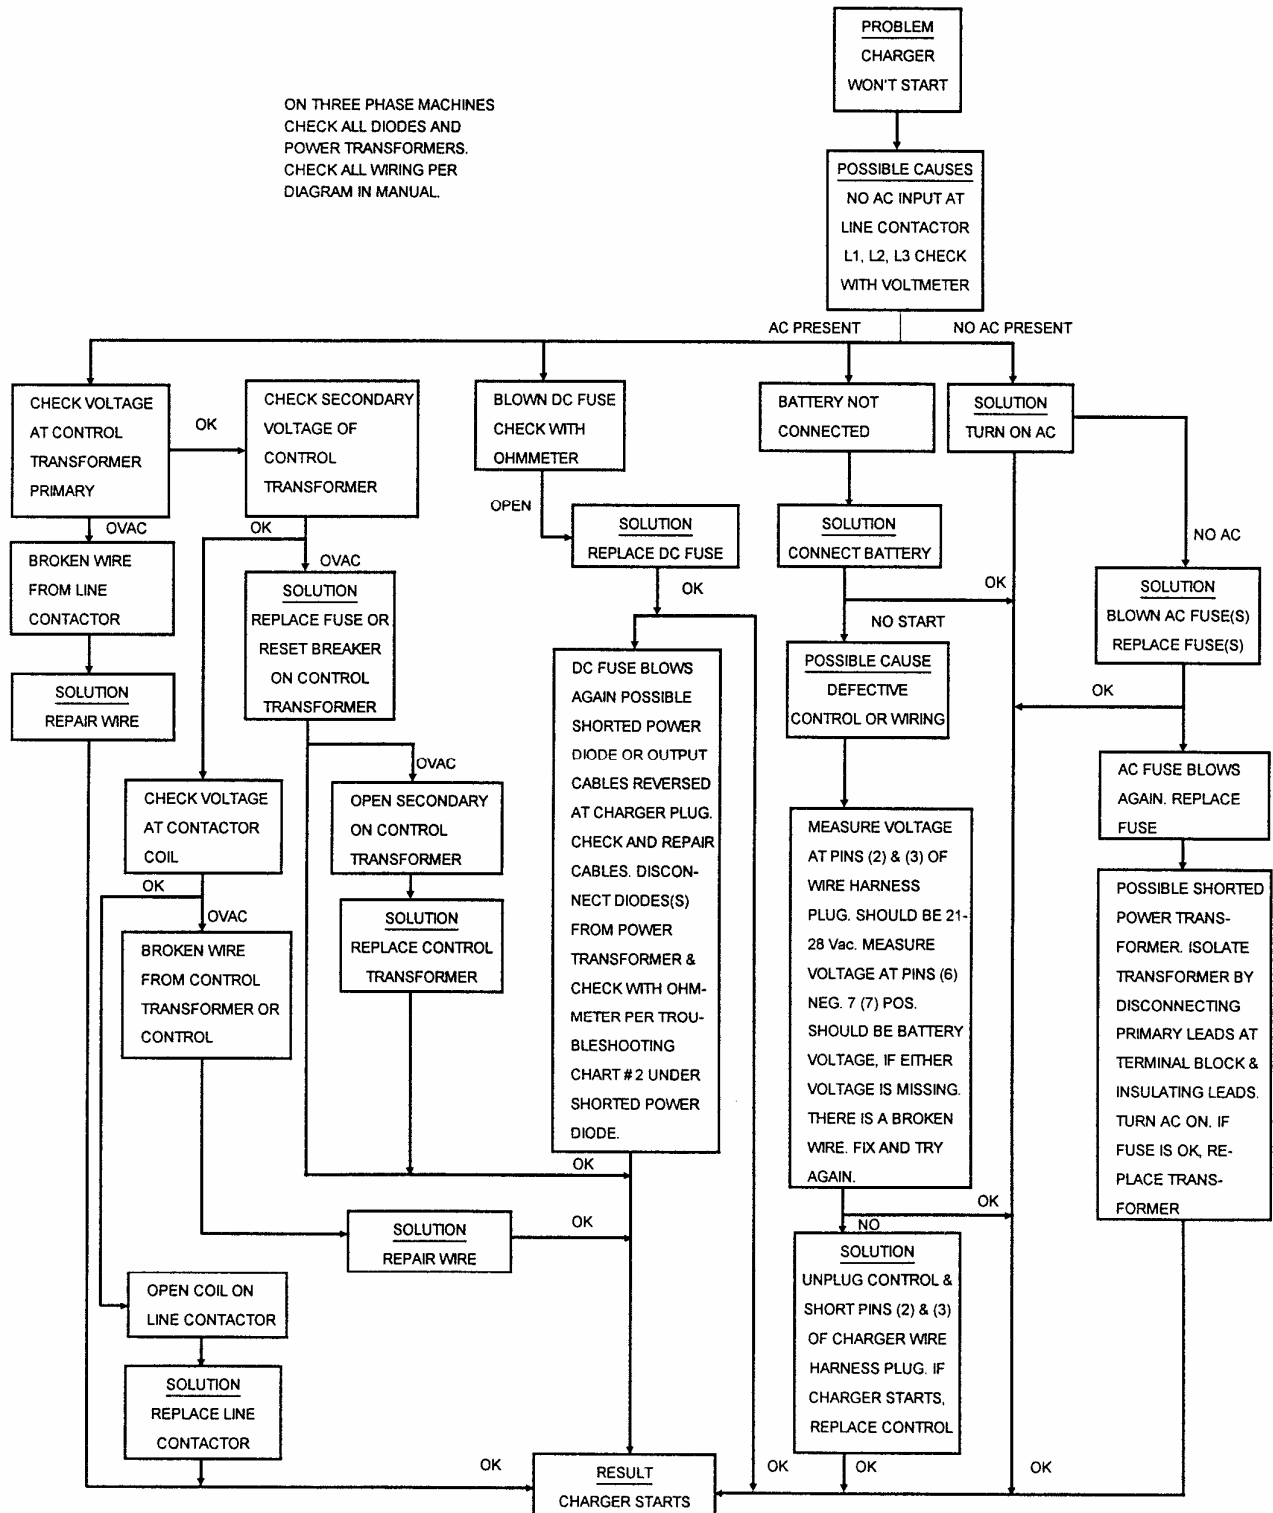 PROBLEM
CHARGER
WON'T START
ON THREE PHASE MACHINES
CHECK ALL DIODES AND
POWER TRANSFORMERS.
CHECK ALL WIRING PER
DIAGRAM IN MANUAL.
POSSIBLE CAUSES
NO AC INPUT AT
LINE CONTACTOR
L1, L2, L3 CHECK
WITH VOLTMETER
AC PRESENT
NO AC PRESENT
CHECK VOLTAGE
AT CONTROL
TRANSFORMER
PRIMARY
OK
CHECK SECONDARY
VOLTAGE OF
CONTROL
TRANSFORMER
BLOWN DC FUSE
CHECK WITH
OHMMETER
BATTERY NOT
CONNECTED
SOLUTION
TURN ON AC
OVAC
OK
OPEN
NO AC
BROKEN WIRE
FROM LINE
CONTACTOR
OVAC
SOLUTION
REPLACE FUSE OR
RESET BREAKER
ON CONTROL
TRANSFORMER
SOLUTION
REPLACE DC FUSE
OK
SOLUTION
CONNECT BATTERY
OK
NO START
SOLUTION
BLOWN AC FUSE(S)
REPLACE FUSE(S)
OK
SOLUTION
REPAIR WIRE
DC FUSE BLOWS
AGAIN POSSIBLE
SHORTED POWER
DIODE OR OUTPUT
CABLES REVERSED
AT CHARGER PLUG.
CHECK AND REPAIR
CABLES. DISCON-
NECT DIODES(S)
FROM POWER
TRANSFORMER &
CHECK WITH OHM-
METER PER TROU-
BLESHOOTING
CHART # 2 UNDER
SHORTED POWER
DIODE.
POSSIBLE CAUSE
DEFECTIVE
CONTROL OR WIRING
AC FUSE BLOWS
AGAIN. REPLACE
FUSE
OVAC
CHECK VOLTAGE
AT CONTACTOR
COIL
OPEN SECONDARY
ON CONTROL
TRANSFORMER
MEASURE VOLTAGE
AT PINS (2) & (3) OF
WIRE HARNESS
PLUG. SHOULD BE 21-
28 Vac. MEASURE
VOLTAGE AT PINS (6)
NEG. 7 (7) POS.
SHOULD BE BATTERY
VOLTAGE, IF EITHER
VOLTAGE IS MISSING.
THERE IS A BROKEN
WIRE. FIX AND TRY
AGAIN.
POSSIBLE SHORTED
POWER TRANS-
FORMER. ISOLATE
TRANSFORMER BY
DISCONNECTING
PRIMARY LEADS AT
TERMINAL BLOCK &
INSULATING LEADS.
TURN AC ON. IF
FUSE IS OK, RE-
PLACE TRANS-
FORMER
OK
OVAC
SOLUTION
REPLACE CONTROL
TRANSFORMER
BROKEN WIRE
FROM CONTROL
TRANSFORMER OR
CONTROL
OK
OK
NO
SOLUTION
REPAIR WIRE
OK
SOLUTION
UNPLUG CONTROL &
SHORT PINS (2) & (3)
OF CHARGER WIRE
HARNESS PLUG. IF
CHARGER STARTS,
REPLACE CONTROL
OPEN COIL ON
LINE CONTACTOR
SOLUTION
REPLACE LINE
CONTACTOR
OK
RESULT
CHARGER STARTS
OK
OK
OK